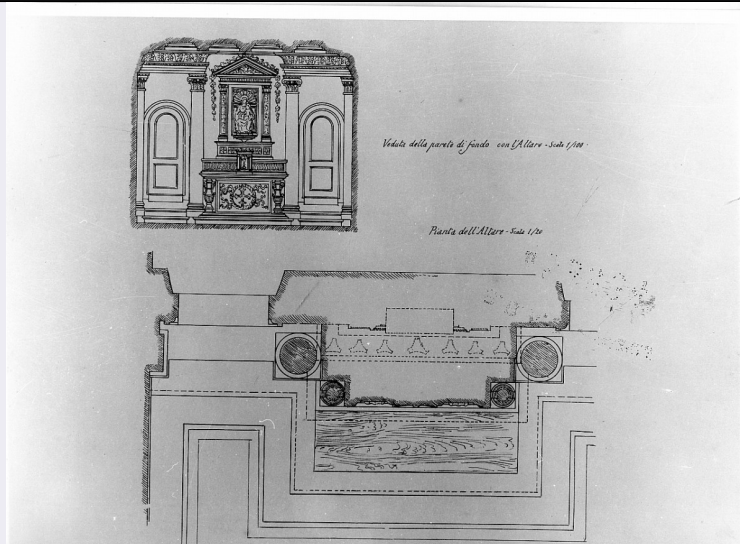 Veduta della parete di fondo con l'Altare - Scala 1/100.
Pianta dell'Altare - Scala 1/20